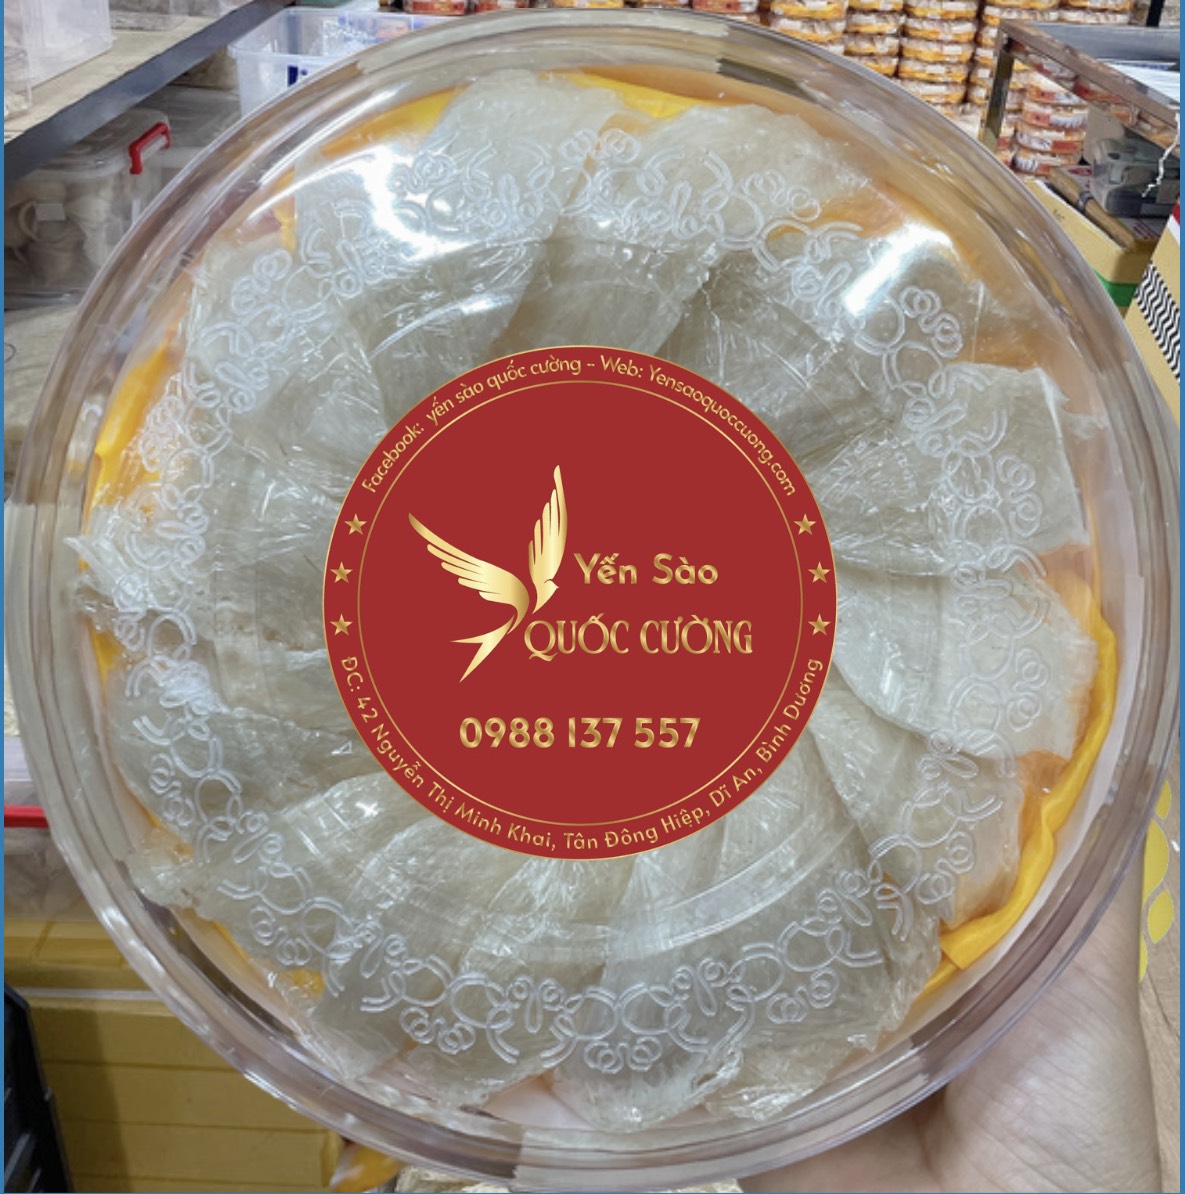 Facebook: yến sào quốc cường - Web: Yensaoquoccuong.com
Yến Sào
QUỐC CƯỜNG
0988 137 557
ĐC: 42 Nguyễn Thị Minh Khai, Tân Đông Hiệp, Dĩ An, Bình Dương